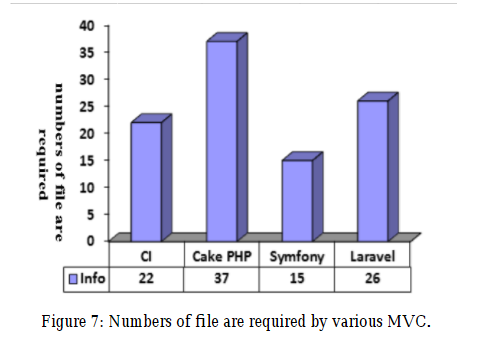 40
35
30
25
20
15
10
5
0
numbers of file are
required
CI Cake PHP Symfony Laravel
Info 22 37 15 26
Figure 7: Numbers of file are required by various MVC.